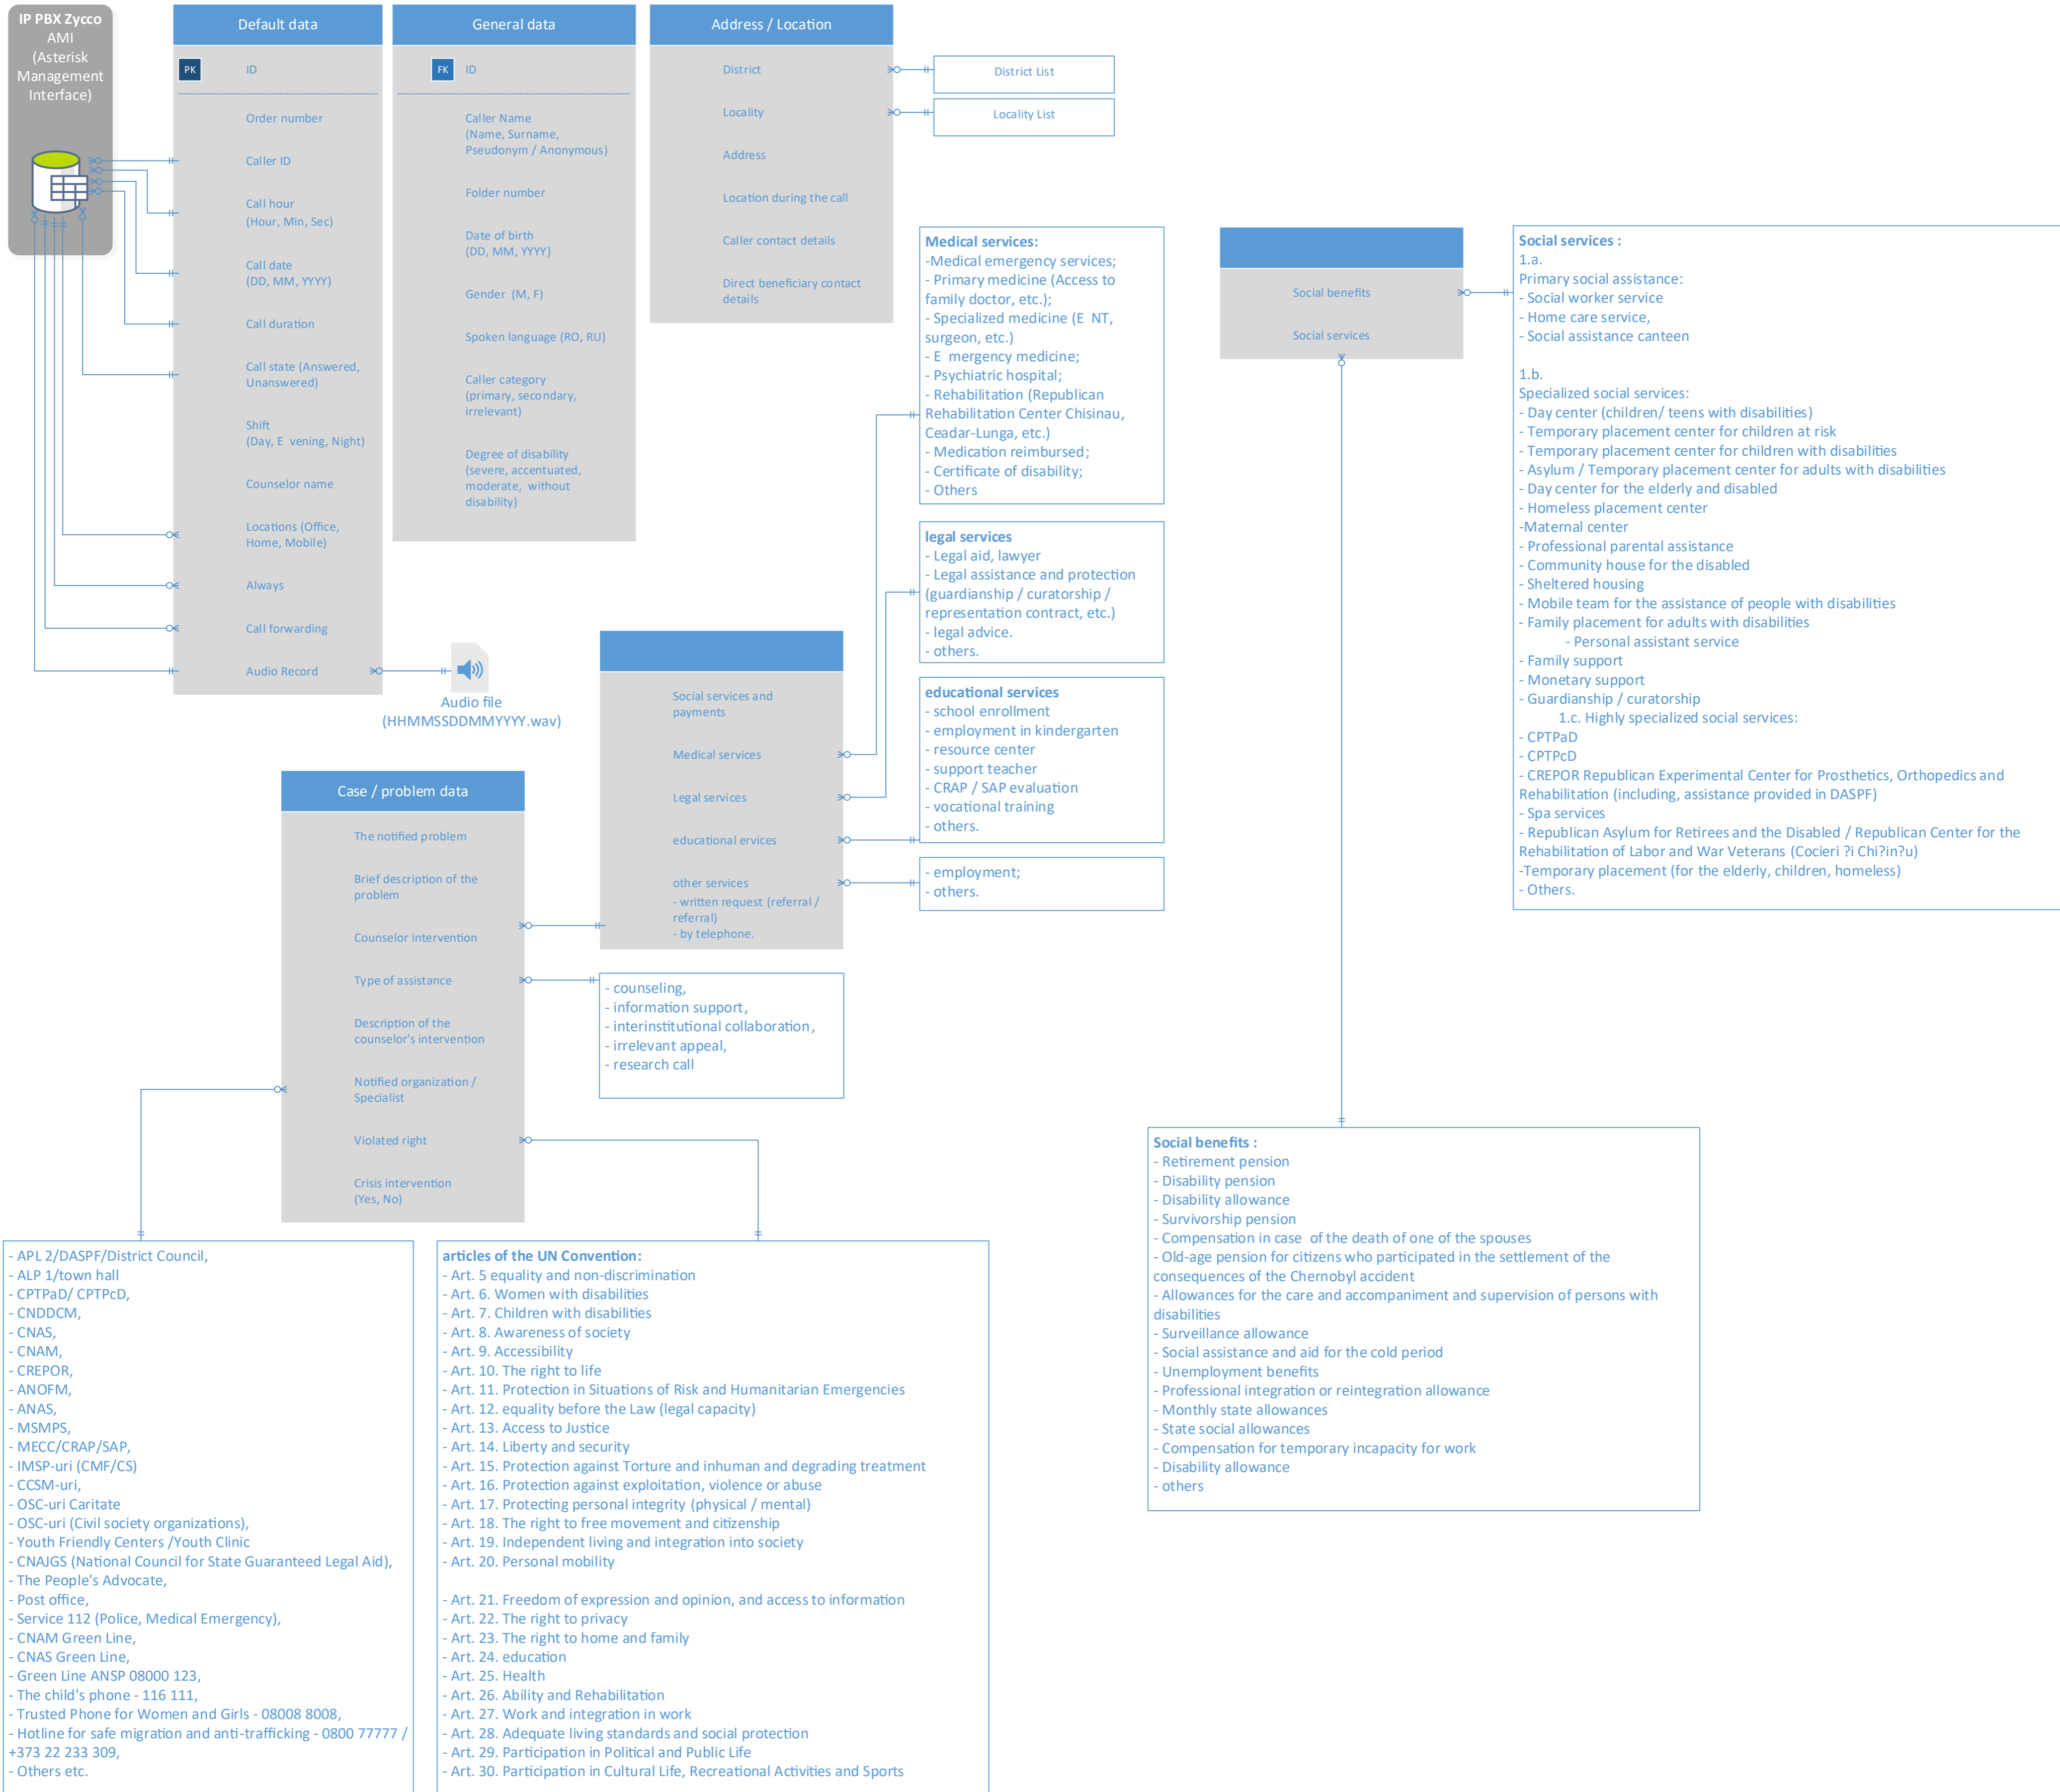 IP PBX Zycco
AMI
(Asterisk
Management
Interface)
Default data
PK
ID
Order number
Caller ID
Call hour
(Hour, Min, Sec)
Call date
(DD, MM, YYYY)
Call duration
Call state (Answered,
Unanswered)
Shift
(Day, E vening, Night)
Counselor name
Locations (Office,
Home, Mobile)
Always
Call forwarding
Audio Record
Audio file
(HHMMSSDDMMYYYY.wav)
General data
FK
ID
Caller Name
(Name, Surname,
Pseudonym / Anonymous)
Folder number
Date of birth
(DD, MM, YYYY)
Gender (M, F)
Spoken language (RO, RU)
Caller category
(primary, secondary,
irrelevant)
Degree of disability
(severe, accentuated,
moderate, without
disability)
Address / Location
District
Locality
Address
Location during the call
Caller contact details
Direct beneficiary contact
details
District List
Locality List
Medical services:
-Medical emergency services;
- Primary medicine (Access to
family doctor, etc.);
- Specialized medicine (E NT,
surgeon, etc.)
- E mergency medicine;
- Psychiatric hospital;
- Rehabilitation (Republican
Rehabilitation Center Chisinau,
Ceadar-Lunga, etc.)
- Medication reimbursed;
- Certificate of disability;
- Others
legal services
- Legal aid, lawyer
- Legal assistance and protection
(guardianship / curatorship /
representation contract, etc.)
- legal advice.
- others.
educational services
- school enrollment
- employment in kindergarten
- resource center
- support teacher
- CRAP / SAP evaluation
- vocational training
- others.
- employment;
- others.
Social services and
payments
Medical services
Legal services
educational ervices
other services
- written request (referral /
referral)
- by telephone.
Social benefits
Social services
Social services :
1.a.
Primary social assistance:
- Social worker service
- Home care service,
- Social assistance canteen
1.b.
Specialized social services:
- Day center (children/ teens with disabilities)
- Temporary placement center for children at risk
- Temporary placement center for children with disabilities
- Asylum / Temporary placement center for adults with disabilities
- Day center for the elderly and disabled
- Homeless placement center
-Maternal center
- Professional parental assistance
- Community house for the disabled
- Sheltered housing
- Mobile team for the assistance of people with disabilities
- Family placement for adults with disabilities
- Personal assistant service
- Family support
- Monetary support
- Guardianship / curatorship
1.c. Highly specialized social services:
- CPTPaD
- CPTPcD
- CREPOR Republican Experimental Center for Prosthetics, Orthopedics and
Rehabilitation (including, assistance provided in DASPF)
- Spa services
- Republican Asylum for Retirees and the Disabled / Republican Center for the
Rehabilitation of Labor and War Veterans (Cocieri ?i Chi?in?u)
-Temporary placement (for the elderly, children, homeless)
- Others.
Case / problem data
The notified problem
Brief description of the
problem
Counselor intervention
Type of assistance
Description of the
counselor's intervention
Notified organization /
Specialist
Violated right
Crisis intervention
(Yes, No)
- counseling,
- information support,
- interinstitutional collaboration,
- irrelevant appeal,
- research call
Social benefits :
- Retirement pension
- Disability pension
- Disability allowance
- Survivorship pension
- Compensation in case of the death of one of the spouses
- Old-age pension for citizens who participated in the settlement of the
consequences of the Chernobyl accident
- Allowances for the care and accompaniment and supervision of persons with
disabilities
- Surveillance allowance
- Social assistance and aid for the cold period
- Unemployment benefits
- Professional integration or reintegration allowance
- Monthly state allowances
- State social allowances
- Compensation for temporary incapacity for work
- Disability allowance
- others
- APL 2/DASPF/District Council,
- ALP 1/town hall
- CPTPaD/ CPTPcD,
- CNDDCM,
- CNAS,
- CNAM,
- CREPOR,
- ANOFM,
- ANAS,
- MSMPS,
- MECC/CRAP/SAP,
- IMSP-uri (CMF/CS)
- CCSM-uri,
- OSC-uri Caritate
- OSC-uri (Civil society organizations),
- Youth Friendly Centers /Youth Clinic
- CNAJGS (National Council for State Guaranteed Legal Aid),
- The People's Advocate,
- Post office,
- Service 112 (Police, Medical Emergency),
- CNAM Green Line,
- CNAS Green Line,
- Green Line ANSP 08000 123,
- The child's phone - 116 111,
- Trusted Phone for Women and Girls - 08008 8008,
- Hotline for safe migration and anti-trafficking - 0800 77777 /
+373 22 233 309,
- Others etc.
articles of the UN Convention:
- Art. 5 equality and non-discrimination
- Art. 6. Women with disabilities
- Art. 7. Children with disabilities
- Art. 8. Awareness of society
- Art. 9. Accessibility
- Art. 10. The right to life
- Art. 11. Protection in Situations of Risk and Humanitarian Emergencies
- Art. 12. equality before the Law (legal capacity)
- Art. 13. Access to Justice
- Art. 14. Liberty and security
- Art. 15. Protection against Torture and inhuman and degrading treatment
- Art. 16. Protection against exploitation, violence or abuse
- Art. 17. Protecting personal integrity (physical / mental)
- Art. 18. The right to free movement and citizenship
- Art. 19. Independent living and integration into society
- Art. 20. Personal mobility
- Art. 21. Freedom of expression and opinion, and access to information
- Art. 22. The right to privacy
- Art. 23. The right to home and family
- Art. 24. education
- Art. 25. Health
- Art. 26. Ability and Rehabilitation
- Art. 27. Work and integration in work
- Art. 28. Adequate living standards and social protection
- Art. 29. Participation in Political and Public Life
- Art. 30. Participation in Cultural Life, Recreational Activities and Sports